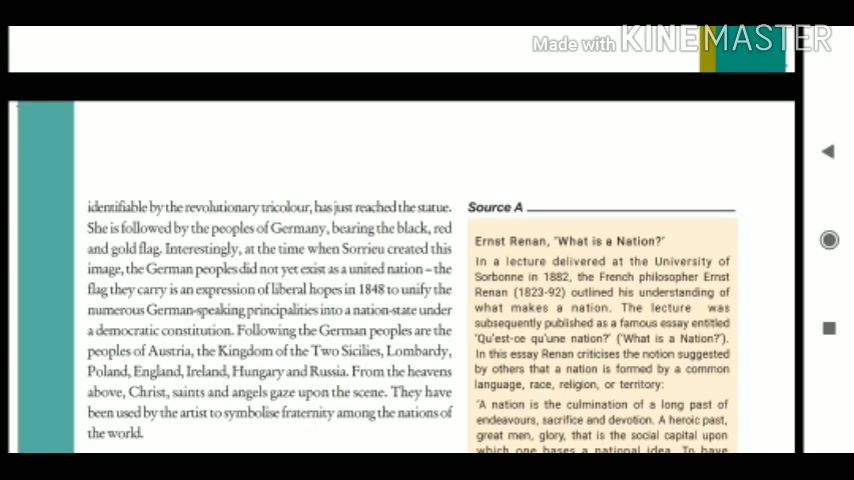 Made with KINEMASTER
identifiable by the revolutionary tricolour, has just reached the statue.
She is followed by the peoples of Germany, bearing the black, red
and gold flag. Interestingly, at the time when Sorrieu created this
image, the German peoples did not yet exist as a united nation – the
flag they carry is an expression of liberal hopes in 1848 to unify the
numerous German-speaking principalities into a nation-state under
a democratic constitution. Following the German peoples are the
peoples of Austria, the Kingdom of the Two Sicilies, Lombardy,
Poland, England, Ireland, Hungary and Russia. From the heavens
above, Christ, saints and angels gaze upon the scene. They have
been used by the artist to symbolise fraternity among the nations of
the world.
Source A
Ernst Renan, 'What is a Nation?'
In a lecture delivered at the University of
Sorbonne in 1882, the French philosopher Ernst
Renan (1823-92) outlined his understanding of
what makes a nation. The lecture was
subsequently published as a famous essay entitled
'Qu'est-ce qu'une nation?' ('What is a Nation?').
In this essay Renan criticises the notion suggested
by others that a nation is formed by a common
language, race, religion, or territory:
'A nation is the culmination of a long past of
endeavours, sacrifice and devotion. A heroic past,
great men, glory, that is the social capital upon
which one bases a national idea. To have